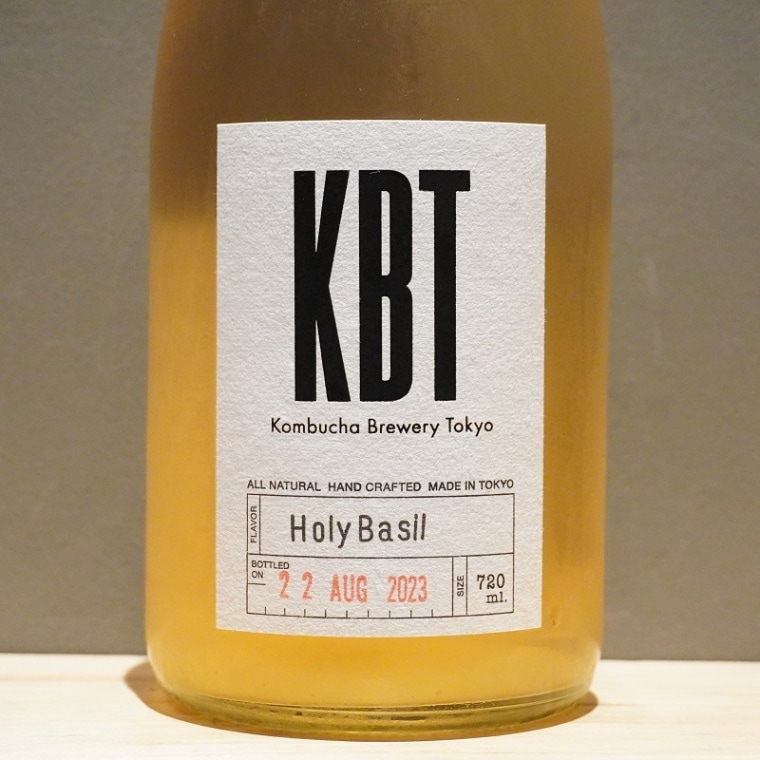 KBT
Kombucha Brewery Tokyo
ALL NATURAL HAND CRAFTED MADE IN TOKYO
FLAVOR
Holy Basil
BOTTLED
ON
22 AUG 2023
SIZE
720
ml.